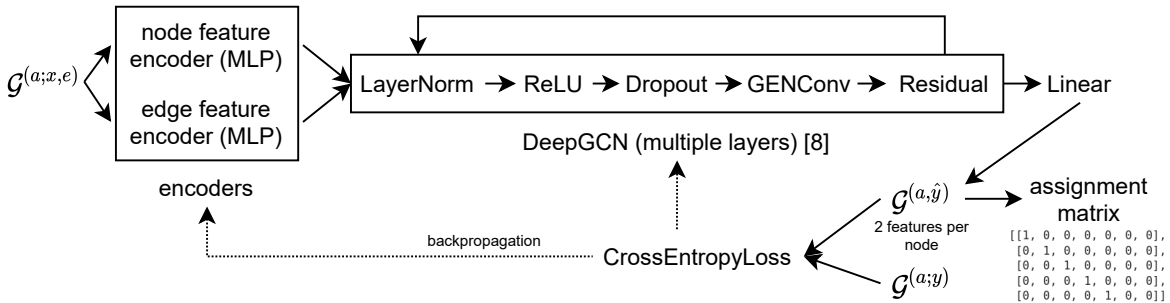 𝒢^(a;x,e)
node feature
encoder (MLP)
edge feature
encoder (MLP)
encoders
LayerNorm → ReLU → Dropout → GENConv → Residual
Linear
DeepGCN (multiple layers) [8]
𝒢^(a,ŷ)
2 features per
node
assignment
matrix
[[1, 0, 0, 0, 0, 0, 0],
[0, 1, 0, 0, 0, 0, 0],
[0, 0, 1, 0, 0, 0, 0],
[0, 0, 0, 1, 0, 0, 0],
[0, 0, 0, 0, 1, 0, 0]]
backpropagation
CrossEntropyLoss
𝒢^(a;y)